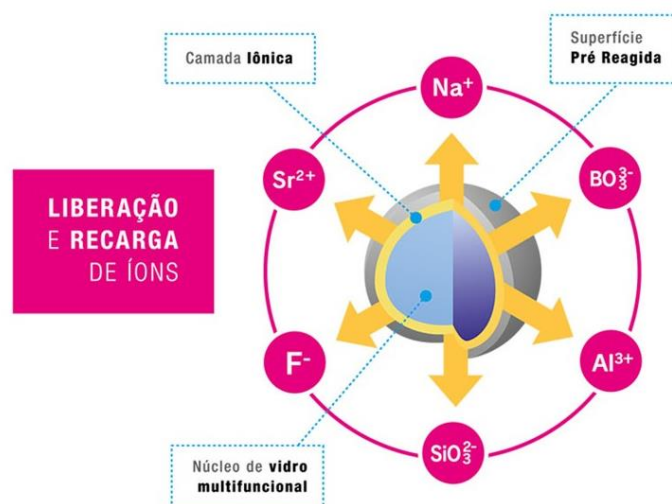 Camada Iônica
Superfície
Pré Reagida
Na⁺
Sr²⁺
BO₃³⁻
LIBERAÇÃO
E RECARGA
DE ÍONS
F⁻
Al³⁺
SiO₃²⁻
Núcleo de vidro
multifuncional